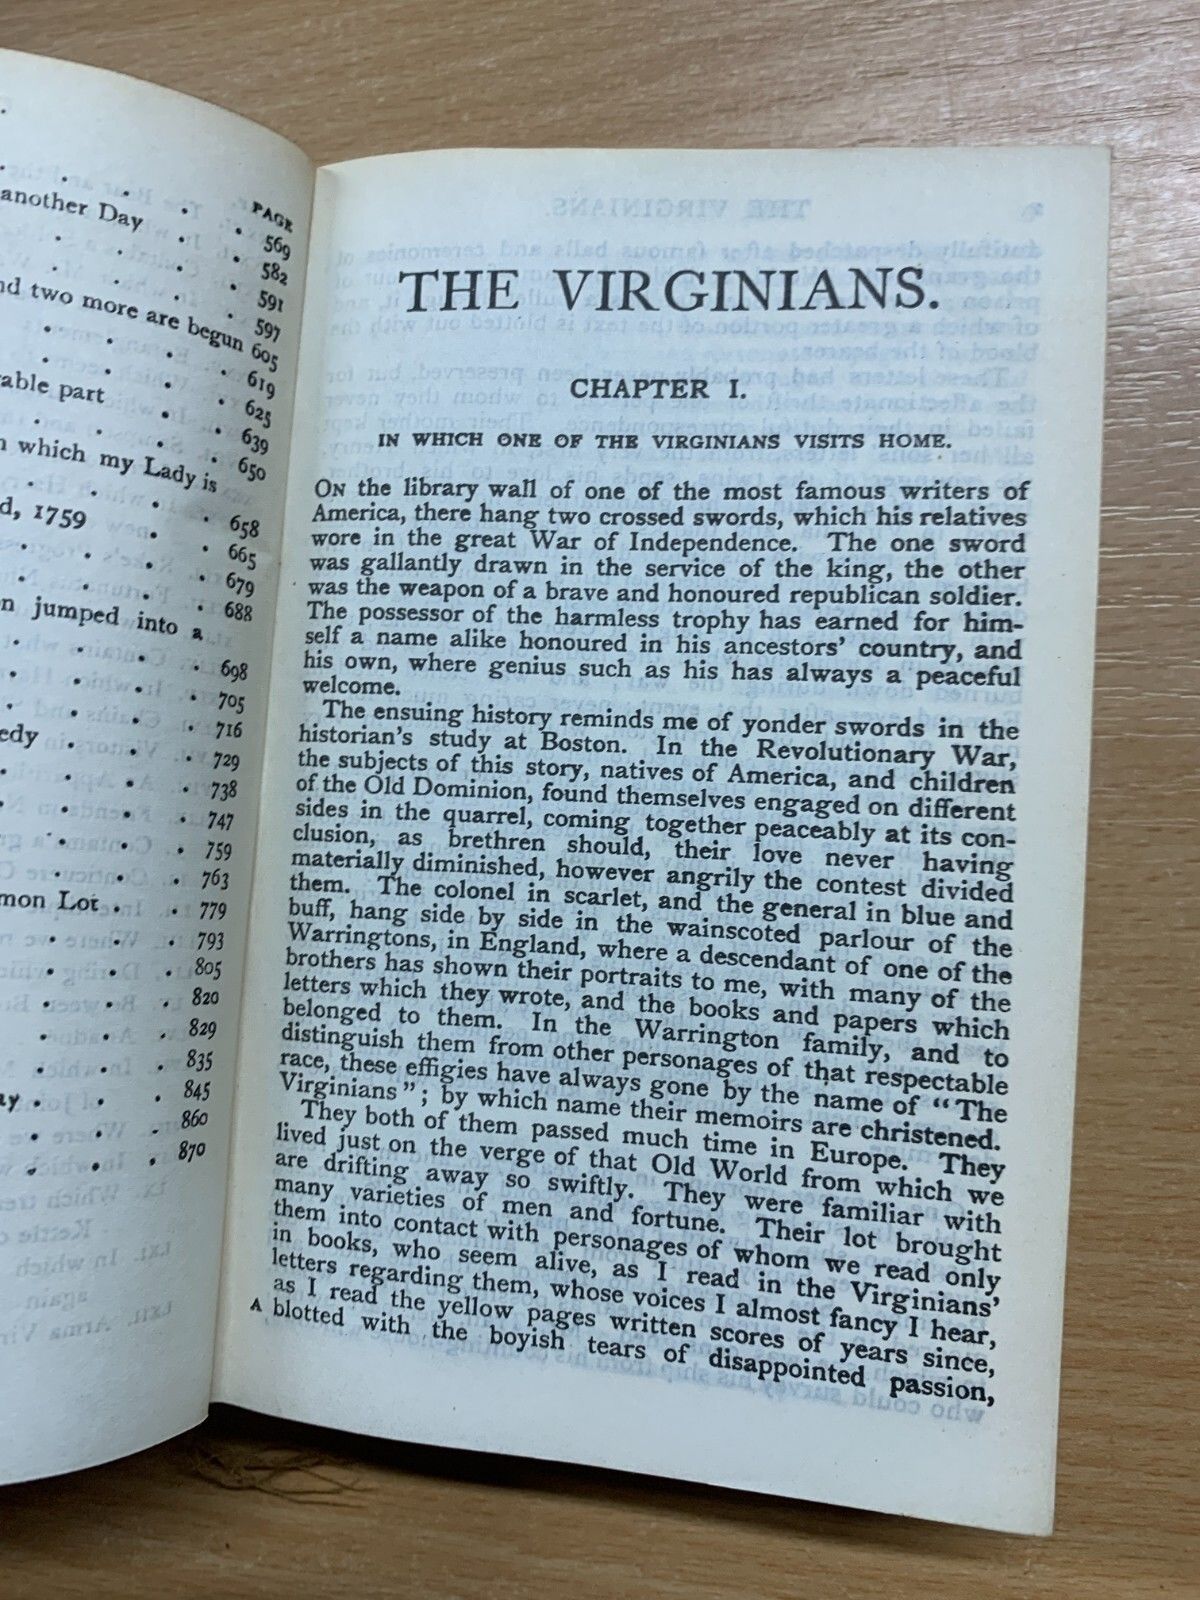 PAGE
another Day . . 569
. . . . 582
. . . . 591
. . . . 597
nd two more are begun 605
. . . . 619
able part . . 625
. . . . 639
. . . . 650
n which my Lady is
. . . . 658
d, 1759 . . 665
. . . . 679
. . . . 688
n jumped into a
. . . . 698
. . . . 705
. . . . 716
edy . . . 729
. . . . 738
. . . . 747
. . . . 759
. . . . 763
mon Lot . . 779
. . . . 793
. . . . 805
. . . . 820
. . . . 829
. . . . 835
ay . . . 845
. . . . 860
. . . . 870
THE VIRGINIANS.
CHAPTER I.
IN WHICH ONE OF THE VIRGINIANS VISITS HOME.
ON the library wall of one of the most famous writers of
America, there hang two crossed swords, which his relatives
wore in the great War of Independence. The one sword
was gallantly drawn in the service of the king, the other
was the weapon of a brave and honoured republican soldier.
The possessor of the harmless trophy has earned for him-
self a name alike honoured in his ancestors' country, and
his own, where genius such as his has always a peaceful
welcome.
The ensuing history reminds me of yonder swords in the
historian's study at Boston. In the Revolutionary War,
the subjects of this story, natives of America, and children
of the Old Dominion, found themselves engaged on different
sides in the quarrel, coming together peaceably at its con-
clusion, as brethren should, their love never having
materially diminished, however angrily the contest divided
them. The colonel in scarlet, and the general in blue and
buff, hang side by side in the wainscoted parlour of the
Warringtons, in England, where a descendant of one of the
brothers has shown their portraits to me, with many of the
letters which they wrote, and the books and papers which
belonged to them. In the Warrington family, and to
distinguish them from other personages of that respectable
race, these effigies have always gone by the name of "The
Virginians"; by which name their memoirs are christened.
They both of them passed much time in Europe. They
lived just on the verge of that Old World from which we
are drifting away so swiftly. They were familiar with
many varieties of men and fortune. Their lot brought
them into contact with personages of whom we read only
in books, who seem alive, as I read in the Virginians'
letters regarding them, whose voices I almost fancy I hear,
as I read the yellow pages written scores of years since,
A blotted with the boyish tears of disappointed passion,